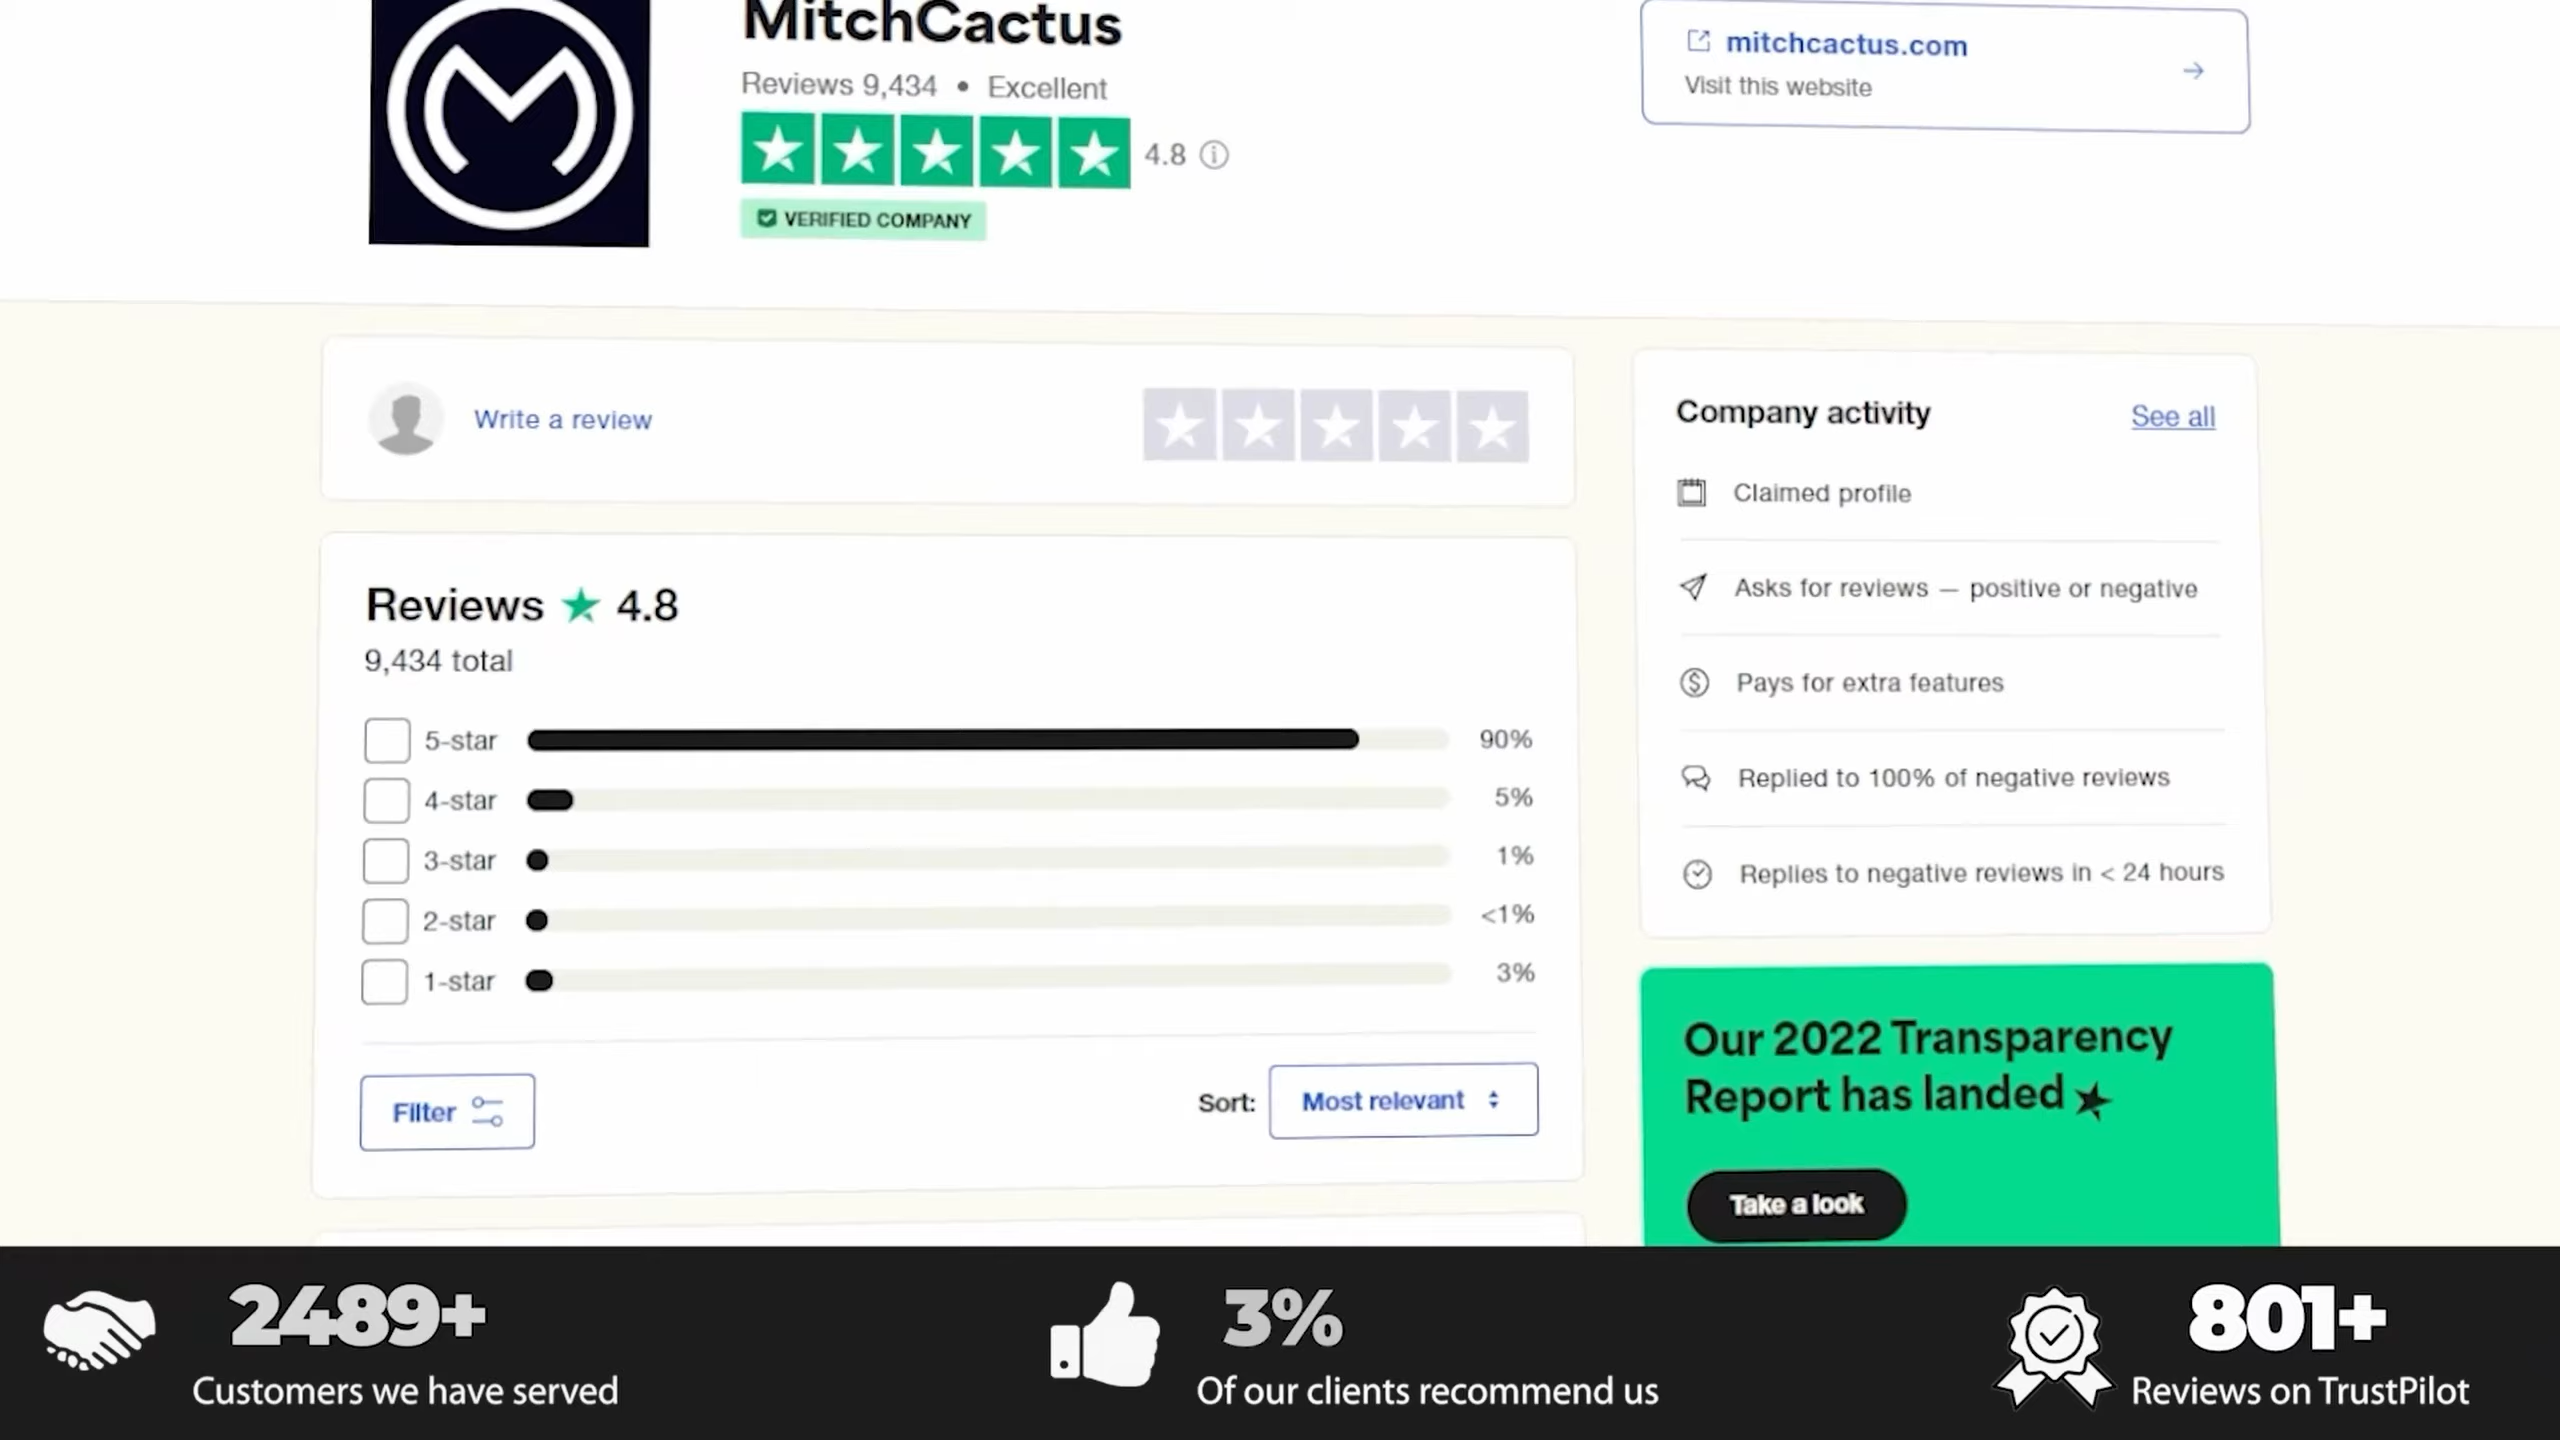 MitchCactus
Reviews 9,434 • Excellent
4.8
VERIFIED COMPANY
mitchcactus.com
Visit this website
Write a review
Reviews 4.8
9,434 total
5-star 90%
4-star 5%
3-star 1%
2-star <1%
1-star 3%
Filter
Sort: Most relevant
Company activity See all
Claimed profile
Asks for reviews — positive or negative
Pays for extra features
Replied to 100% of negative reviews
Replies to negative reviews in < 24 hours
Our 2022 Transparency
Report has landed
Take a look
2489+
Customers we have served
3%
Of our clients recommend us
801+
Reviews on TrustPilot